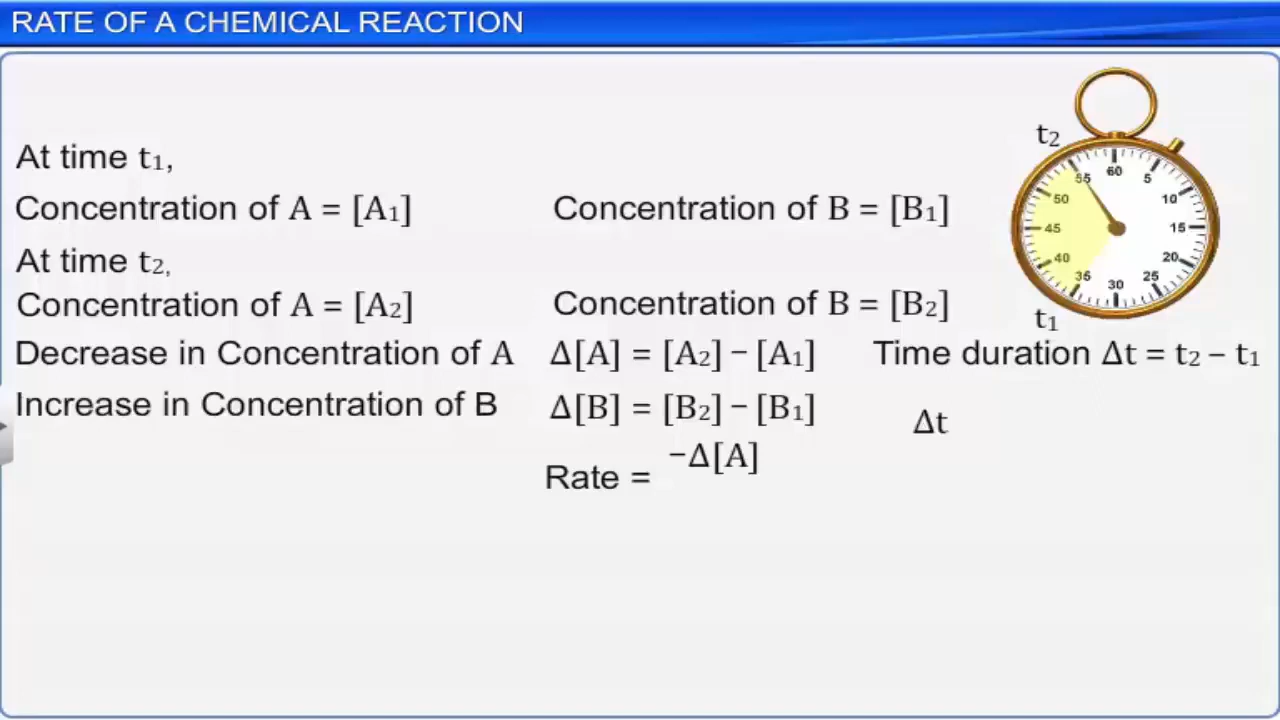 RATE OF A CHEMICAL REACTION
At time t₁,
Concentration of A = [A₁] Concentration of B = [B₁]
At time t₂,
Concentration of A = [A₂] Concentration of B = [B₂]
Decrease in Concentration of A Δ[A] = [A₂] − [A₁] Time duration Δt = t₂ − t₁
Increase in Concentration of B Δ[B] = [B₂] − [B₁]
Δt
−Δ[A]
Rate =
t₂
60
5
10
15
20
25
30
35
40
45
50
55
t₁